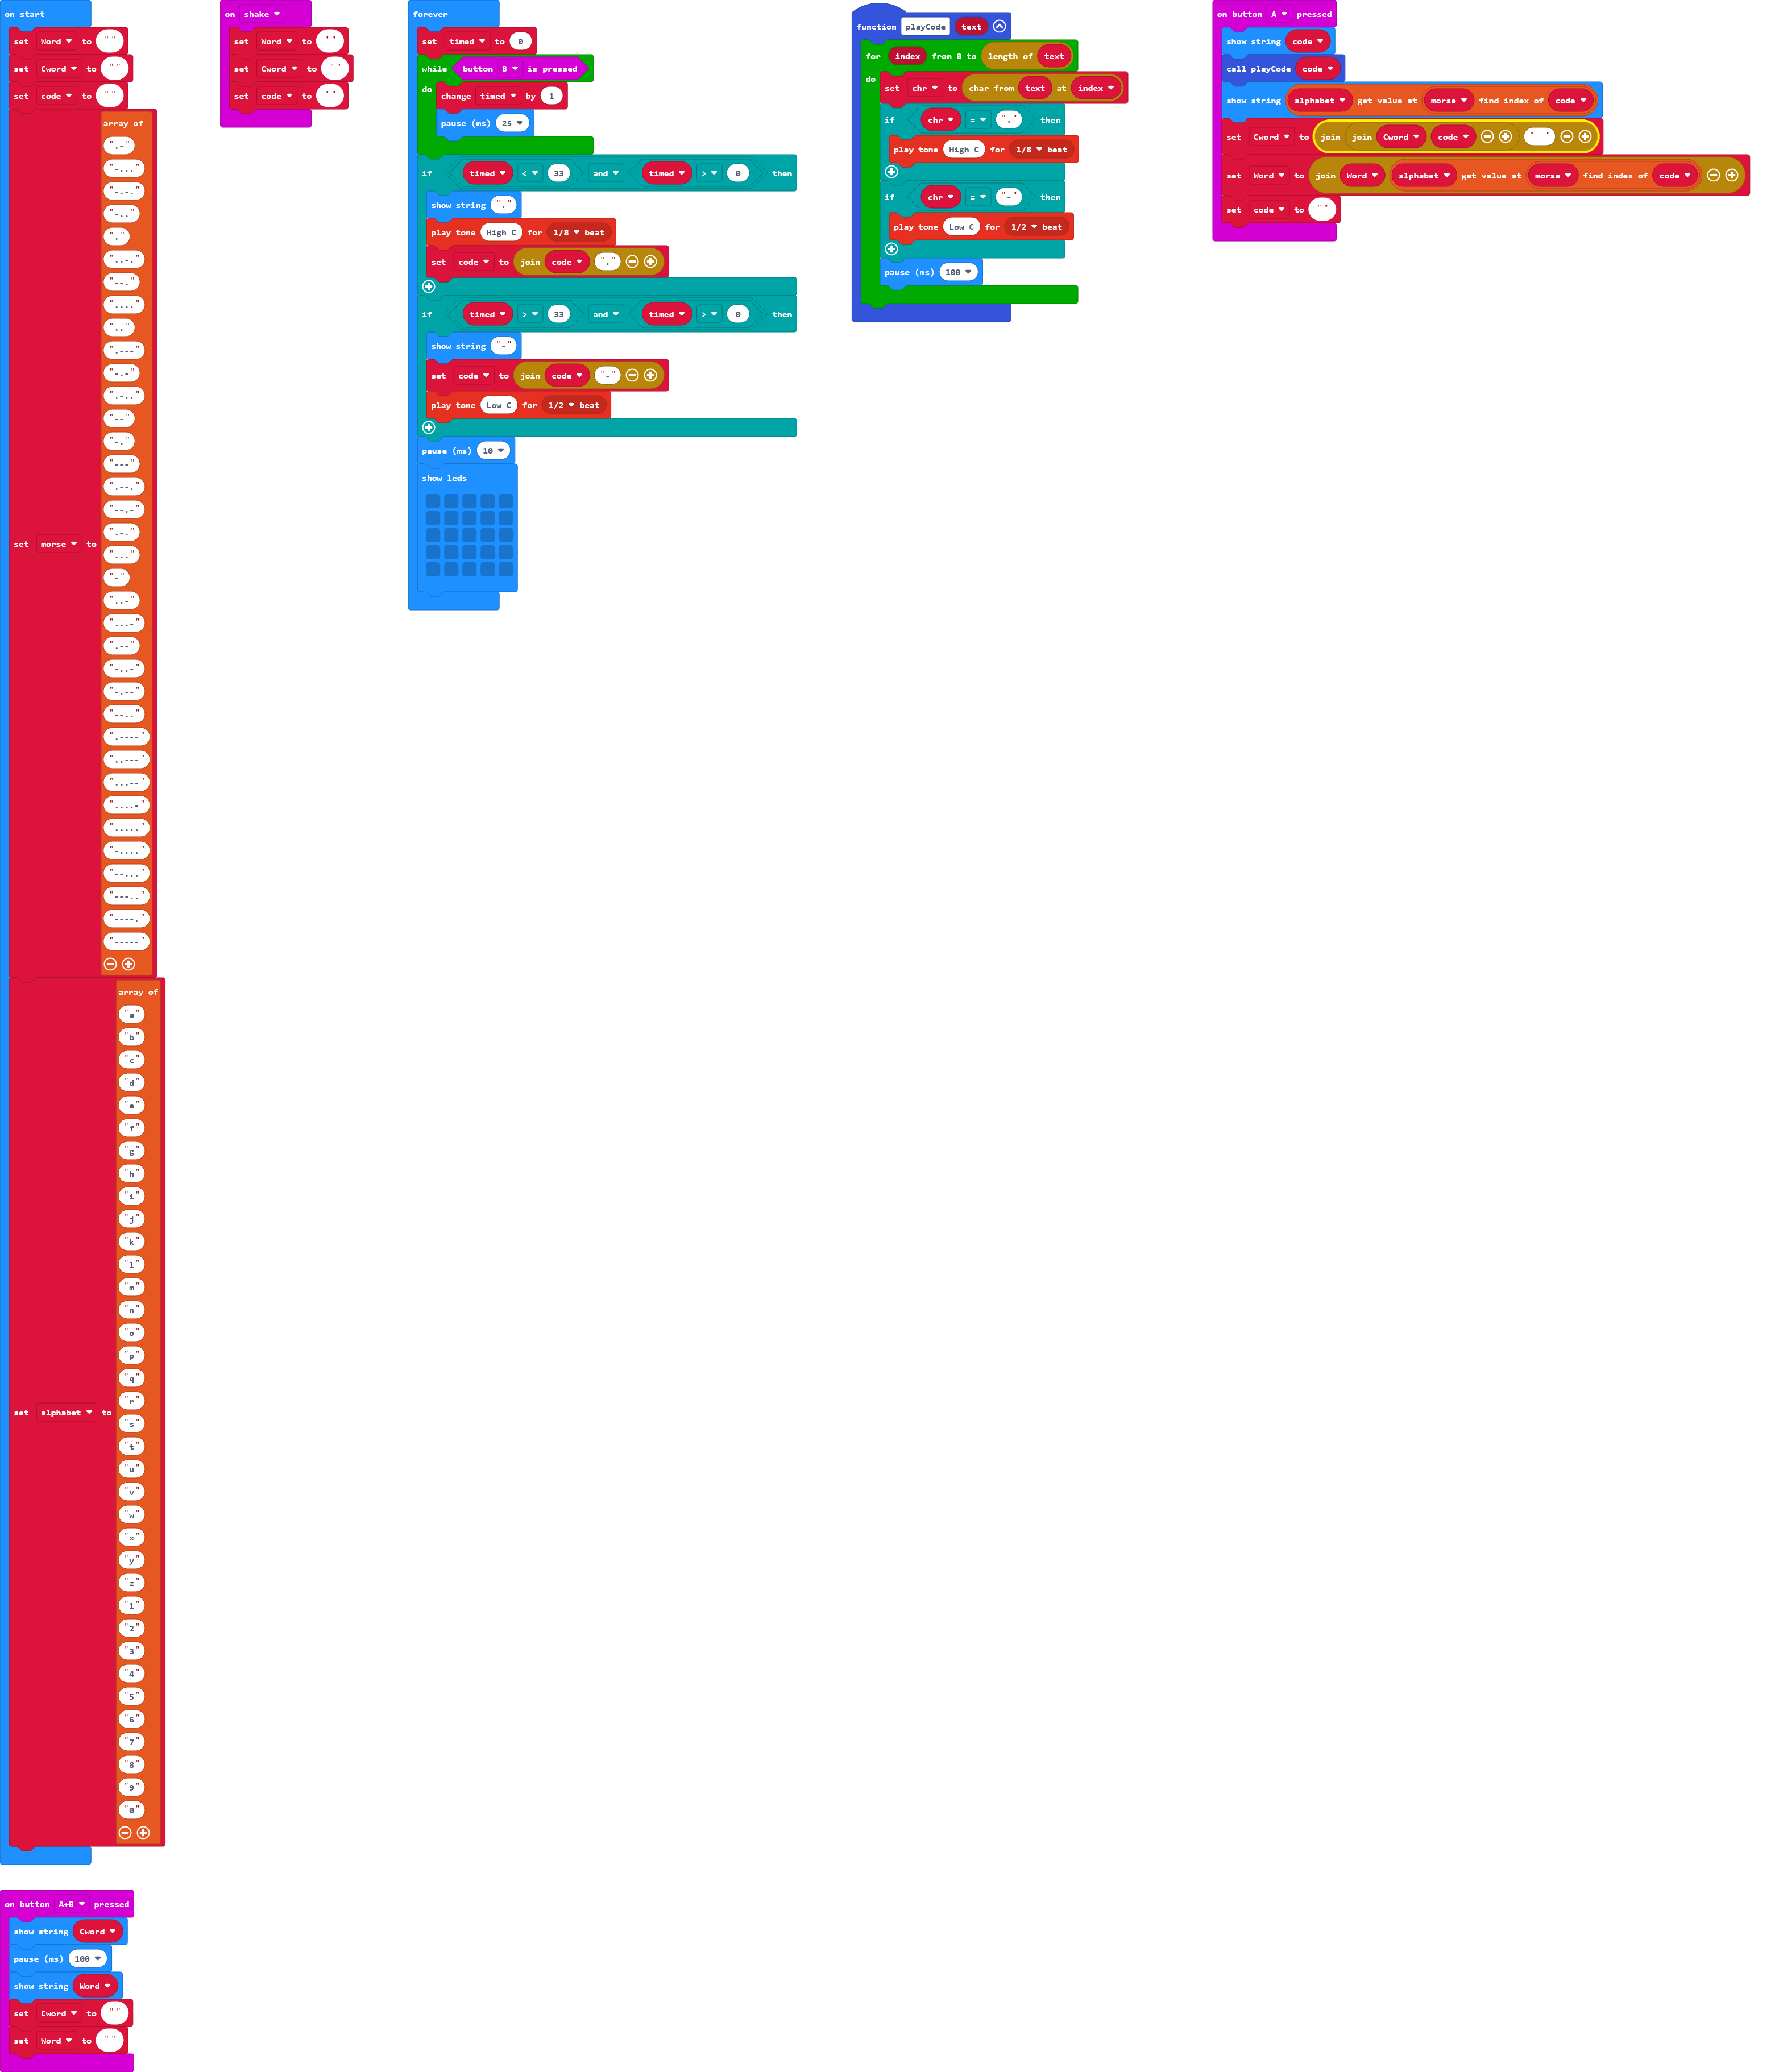 on start
set Word to " "
set Cword to " "
set code to " "
set morse to
array of
".-"
"-..."
"-.-."
"-.."
"."
"..-."
"--."
"...."
".."
".---"
"-.-"
".-.."
"--"
"-."
"---"
".--."
"--.-"
".-."
"..."
"-"
"..-"
"...-"
".--"
"-..-"
"-.--"
"--.."
".----"
"..---"
"...--"
"....-"
"....."
"-...."
"--..."
"---.."
"----."
"-----"
set alphabet to
array of
"a"
"b"
"c"
"d"
"e"
"f"
"g"
"h"
"i"
"j"
"k"
"l"
"m"
"n"
"o"
"p"
"q"
"r"
"s"
"t"
"u"
"v"
"w"
"x"
"y"
"z"
"1"
"2"
"3"
"4"
"5"
"6"
"7"
"8"
"9"
"0"
on shake
set Word to " "
set Cword to " "
set code to " "
forever
set timed to 0
while button B is pressed
do
change timed by 1
pause (ms) 25
if timed < 33 and timed > 0 then
show string "."
play tone High C for 1/8 beat
set code to join code "."
if timed > 33 and timed > 0 then
show string "-"
set code to join code "-"
play tone Low C for 1/2 beat
pause (ms) 10
show leds
function playCode text
for index from 0 to length of text
do
set chr to char from text at index
if chr = "." then
play tone High C for 1/8 beat
if chr = "-" then
play tone Low C for 1/2 beat
pause (ms) 100
on button A pressed
show string code
call playCode code
show string alphabet get value at morse find index of code
set Cword to join join Cword code " "
set Word to join Word alphabet get value at morse find index of code
set code to " "
on button A+B pressed
show string Cword
pause (ms) 100
show string Word
set Cword to " "
set Word to " "